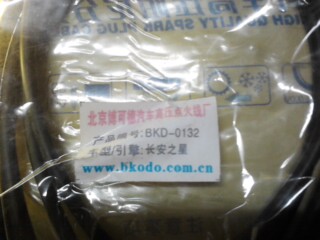 HIGH QUALITY SPARK PLUG CABLE
北京博可德汽车高压点火线厂
产品编号:BKD-0132
车型/引擎:长安之星
www.bkodo.com.cn